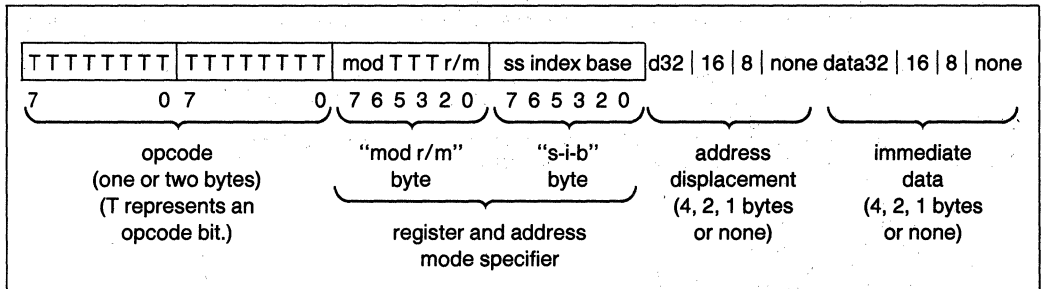 T T T T T T T T T T T T T T T T mod T T T r/m ss index base d32 | 16 | 8 | none data32 | 16 | 8 | none
7 0 7 0 7 6 5 3 2 0 7 6 5 3 2 0
opcode
(one or two bytes)
(T represents an
opcode bit.)
"mod r/m"
byte
"s-i-b"
byte
register and address
mode specifier
address
displacement
(4, 2, 1 bytes
or none)
immediate
data
(4, 2, 1 bytes
or none)